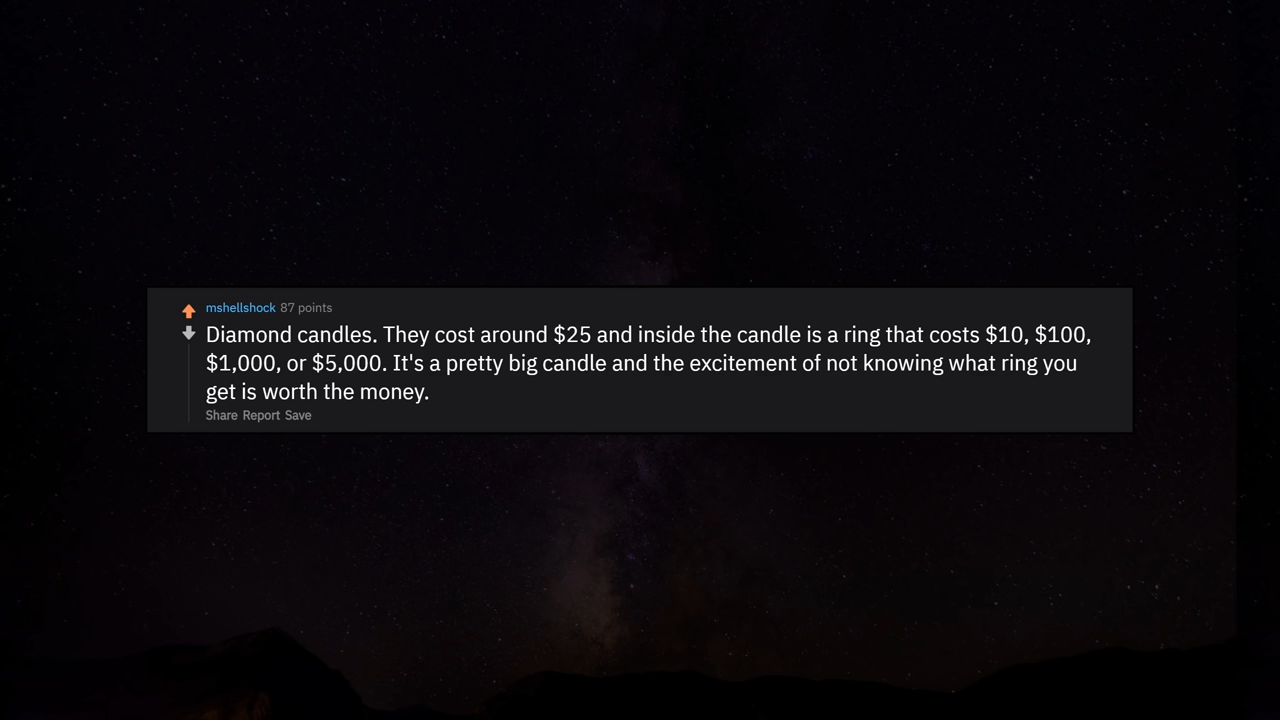 mshellshock 87 points
Diamond candles. They cost around $25 and inside the candle is a ring that costs $10, $100,
$1,000, or $5,000. It's a pretty big candle and the excitement of not knowing what ring you
get is worth the money.
Share Report Save